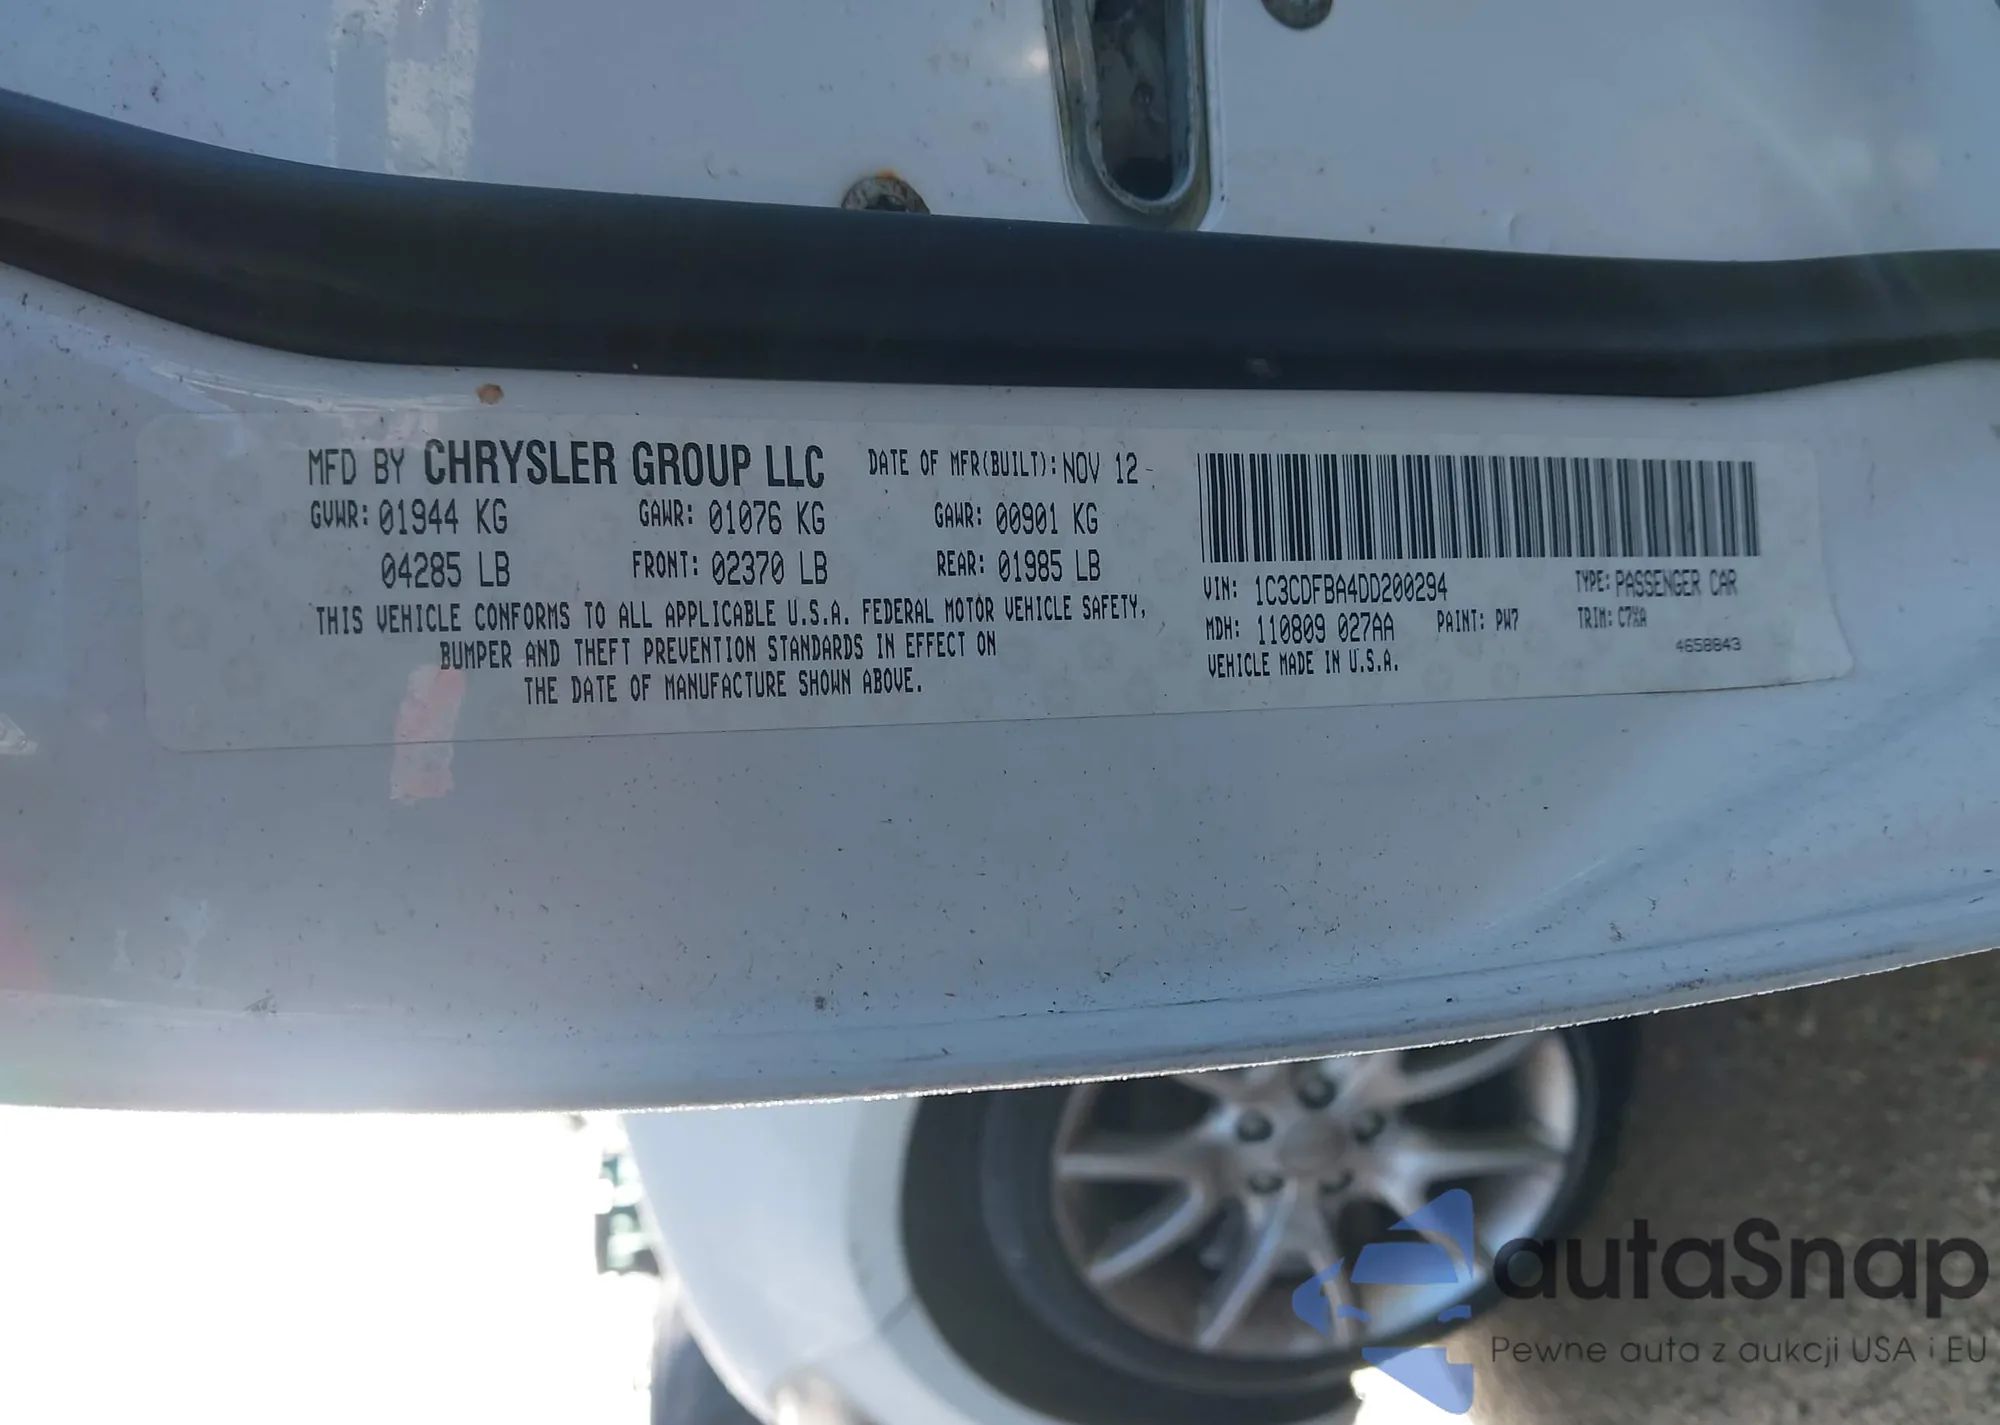 MFD BY CHRYSLER GROUP LLC DATE OF MFR(BUILT): NOV 12 -
GVWR: 01944 KG GAWR: 01076 KG GAWR: 00901 KG
04285 LB FRONT: 02370 LB REAR: 01985 LB
THIS VEHICLE CONFORMS TO ALL APPLICABLE U.S.A. FEDERAL MOTOR VEHICLE SAFETY,
BUMPER AND THEFT PREVENTION STANDARDS IN EFFECT ON
THE DATE OF MANUFACTURE SHOWN ABOVE.
VIN: 1C3CDFBA4DD200294 TYPE: PASSENGER CAR
MDH: 110809 027AA PAINT: PW7 TRIM: C7XA
VEHICLE MADE IN U.S.A. 4658843
autaSnap
Pewne auta z aukcji USA i EU